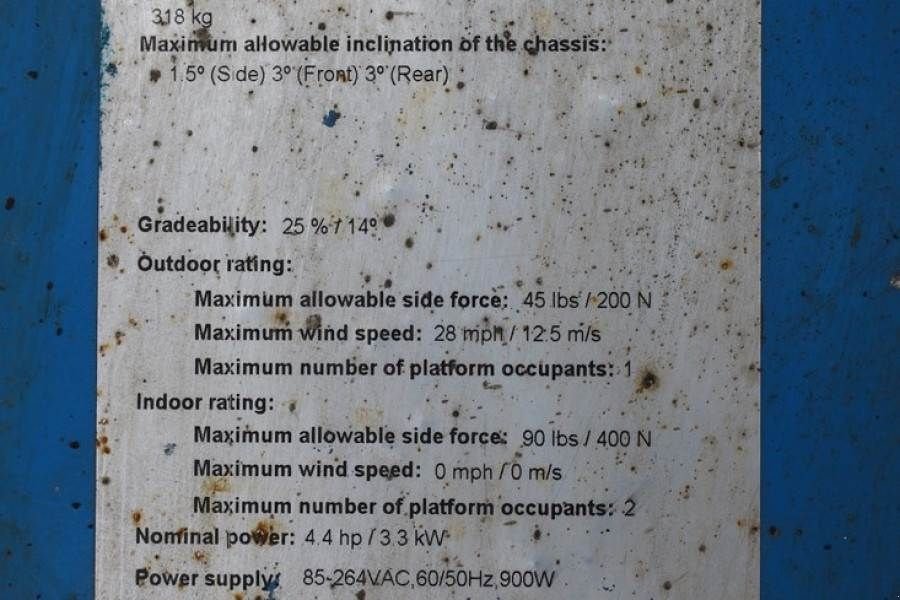 318 kg
Maximum allowable inclination of the chassis:
1.5º (Side) 3º (Front) 3º (Rear)
Gradeability: 25 % / 14º
Outdoor rating:
Maximum allowable side force: 45 lbs / 200 N
Maximum wind speed: 28 mph / 12.5 m/s
Maximum number of platform occupants: 1
Indoor rating:
Maximum allowable side force: 90 lbs / 400 N
Maximum wind speed: 0 mph / 0 m/s
Maximum number of platform occupants: 2
Nominal power: 4.4 hp / 3.3 kW
Power supply: 85-264VAC,60/50Hz,900W